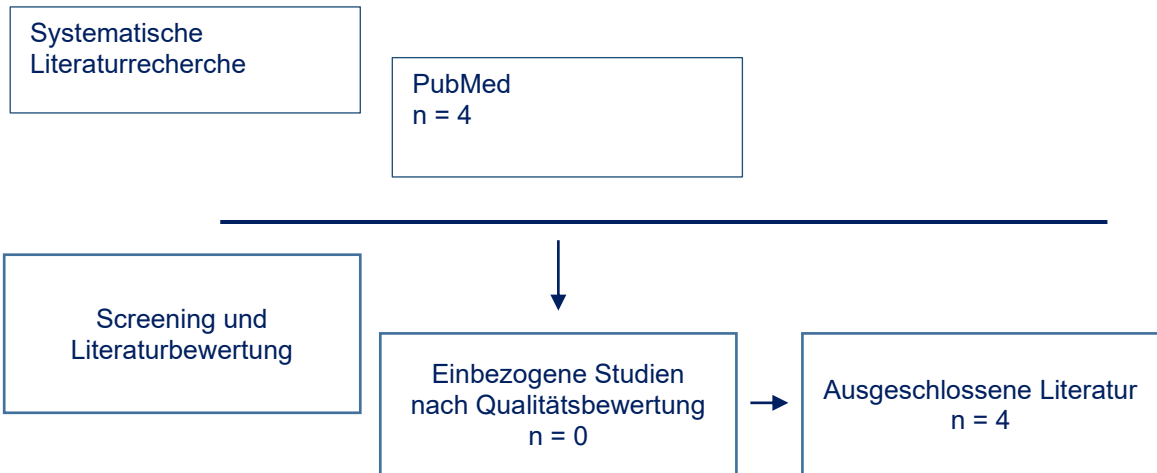 Systematische
Literaturrecherche
PubMed
n = 4
Screening und
Literaturbewertung
Einbezogene Studien
nach Qualitätsbewertung
n = 0
Ausgeschlossene Literatur
n = 4